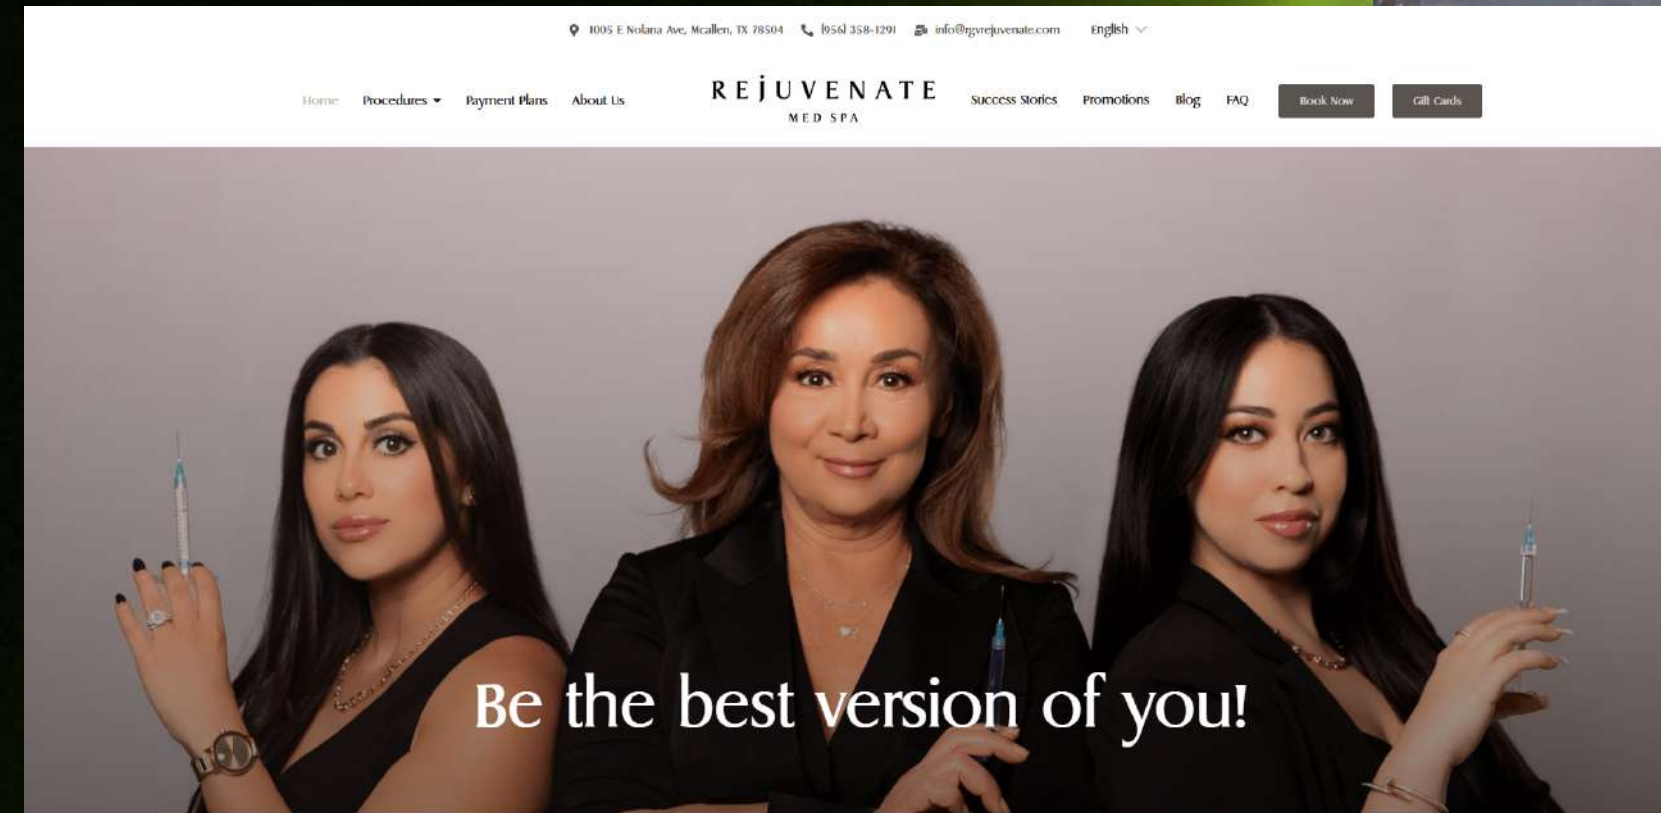 1005 E Nolana Ave, Mcallen, TX 78504 (956) 358-1291 info@rgvrejuvenate.com English
Home Procedures Payment Plans About Us REJUVENATE Success Stories Promotions Blog FAQ Book Now Gift Cards
MED SPA
Be the best version of you!